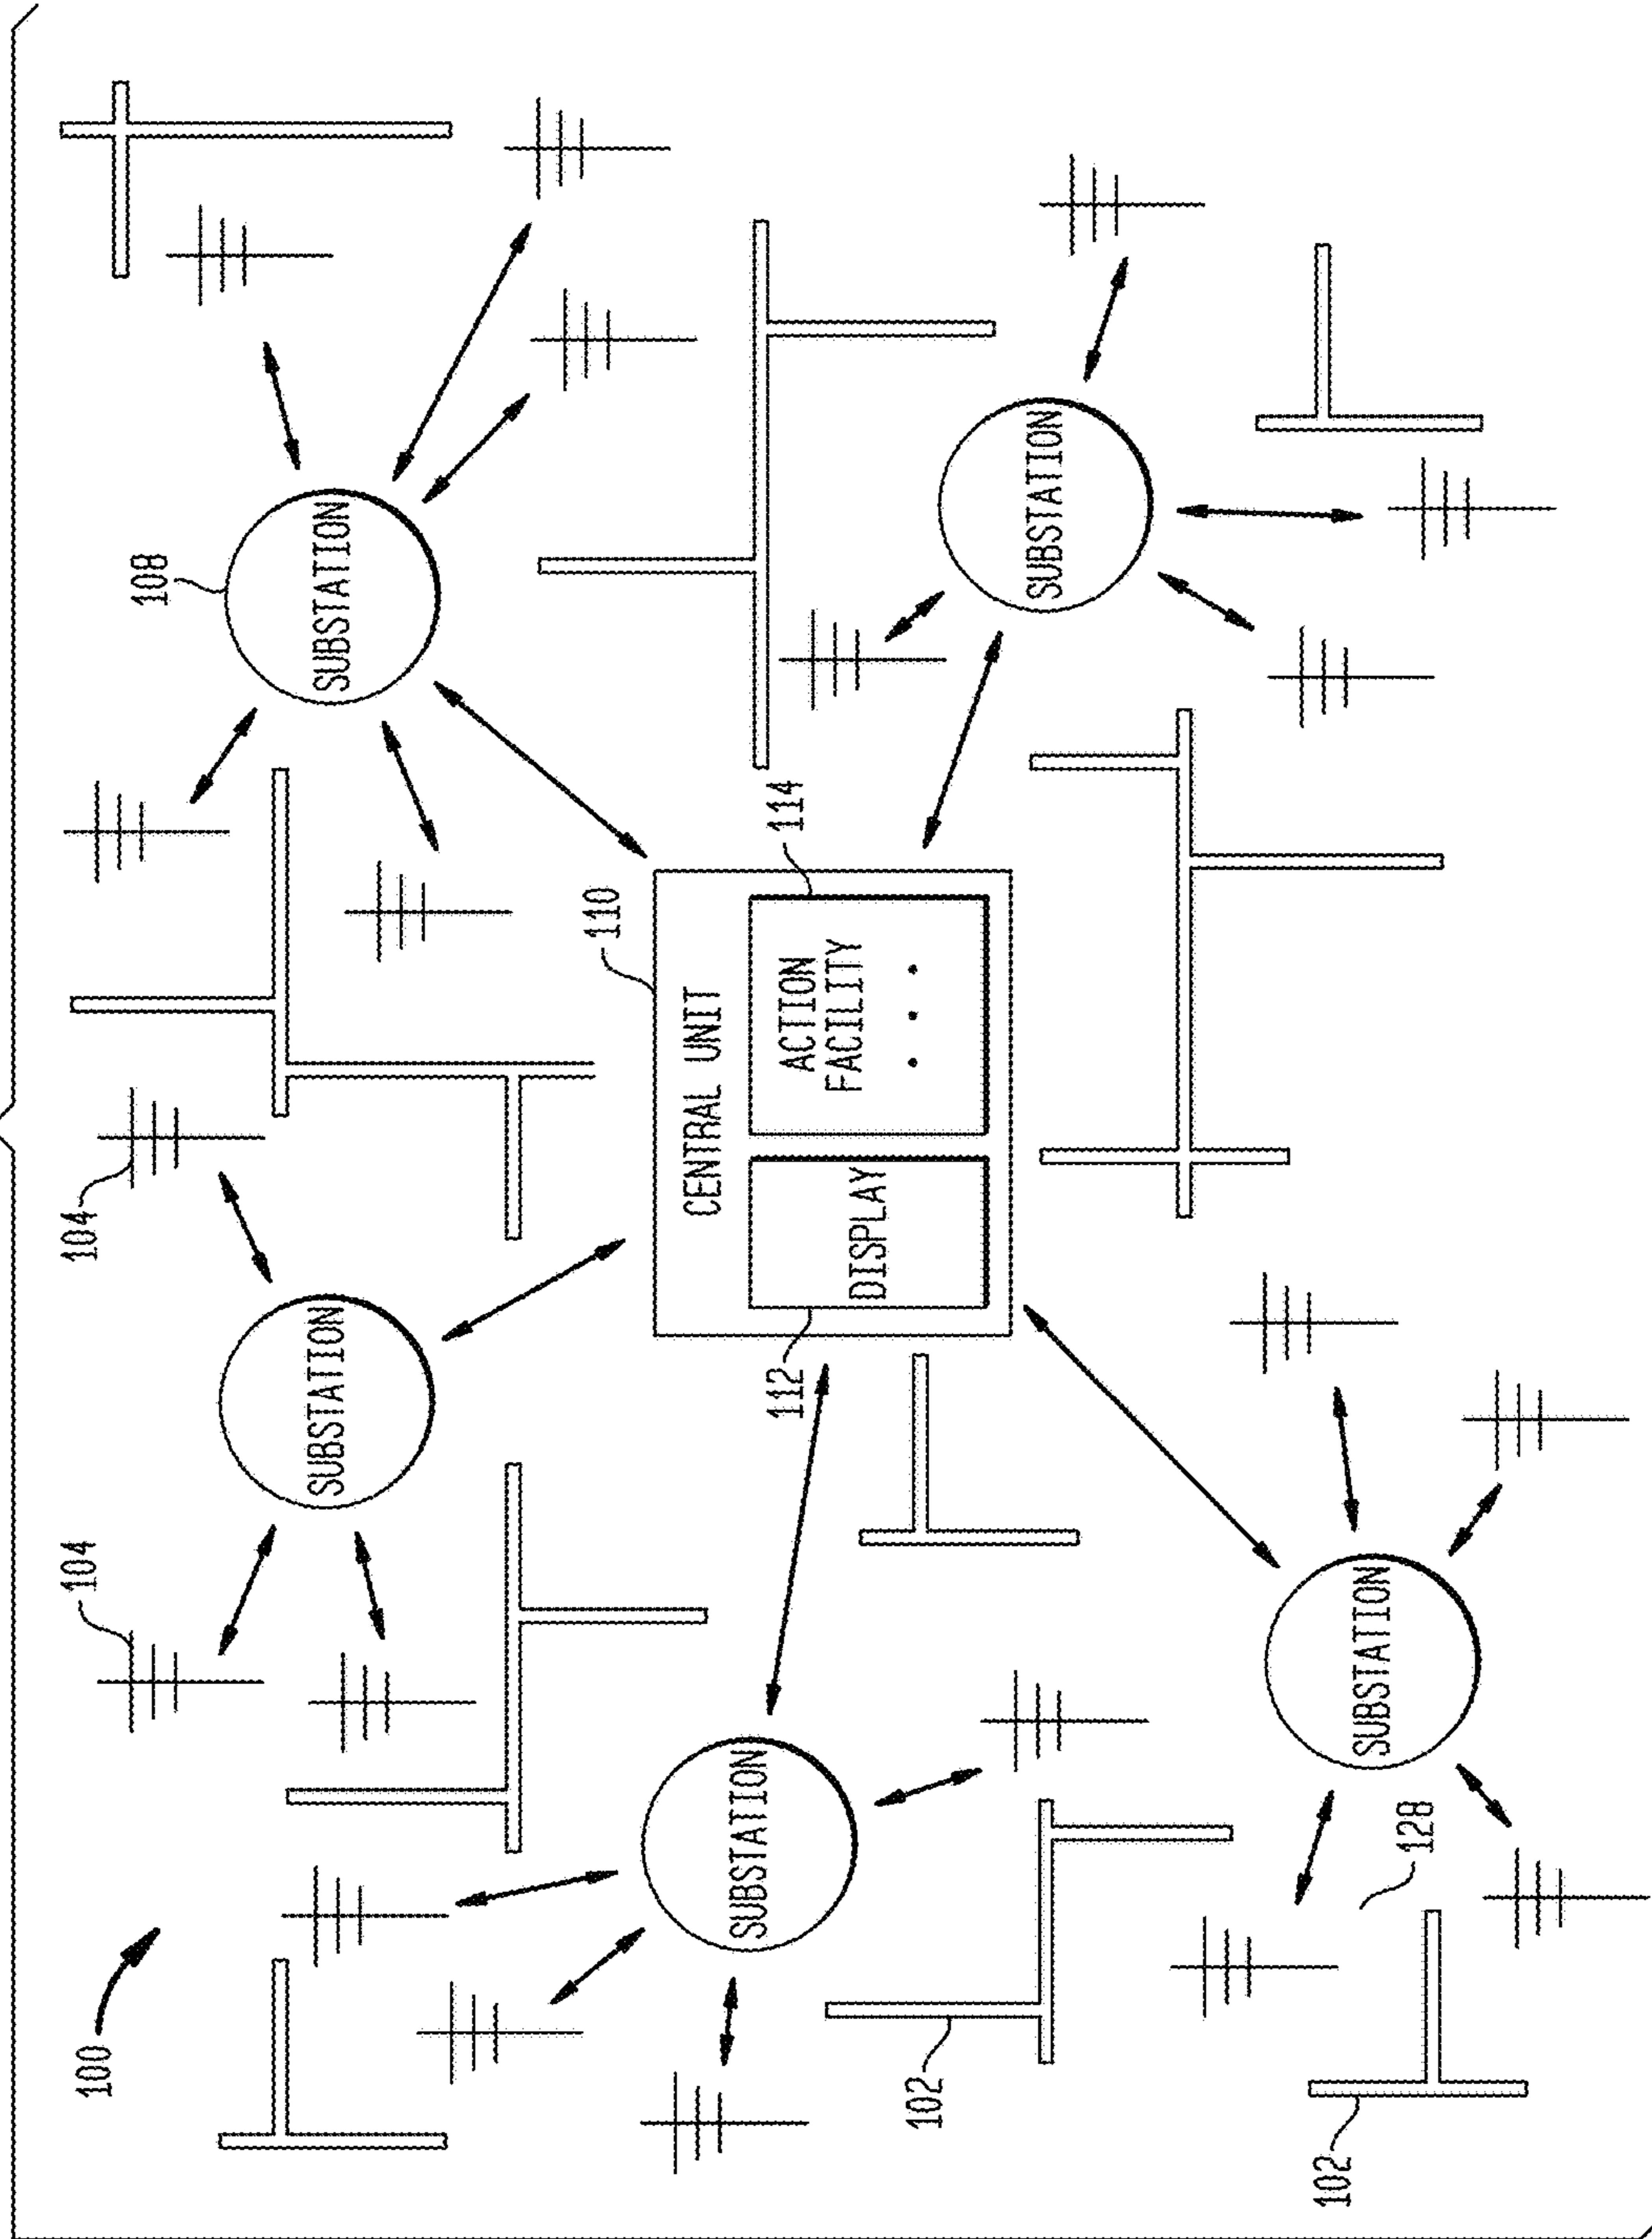 100
104
104
108
SUBSTATION
SUBSTATION
110
CENTRAL UNIT
SUBSTATION
112
114
ACTION
FACILITY
• • •
DISPLAY
102
SUBSTATION
102
SUBSTATION
128